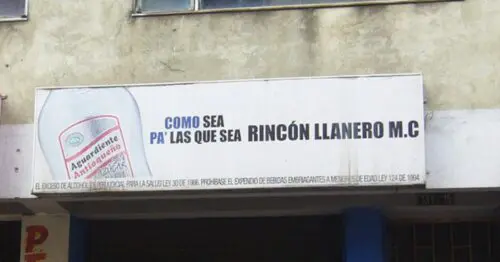 COMO SEA
PA' LAS QUE SEA RINCÓN LLANERO M.C
Aguardiente
Antioqueño
EL EXCESO DE ALCOHOL ES PERJUDICIAL PARA LA SALUD LEY 30 DE 1986. PROHÍBASE EL EXPENDIO DE BEBIDAS EMBRIAGANTES A MENORES DE EDAD LEY 124 DE 1994.
P